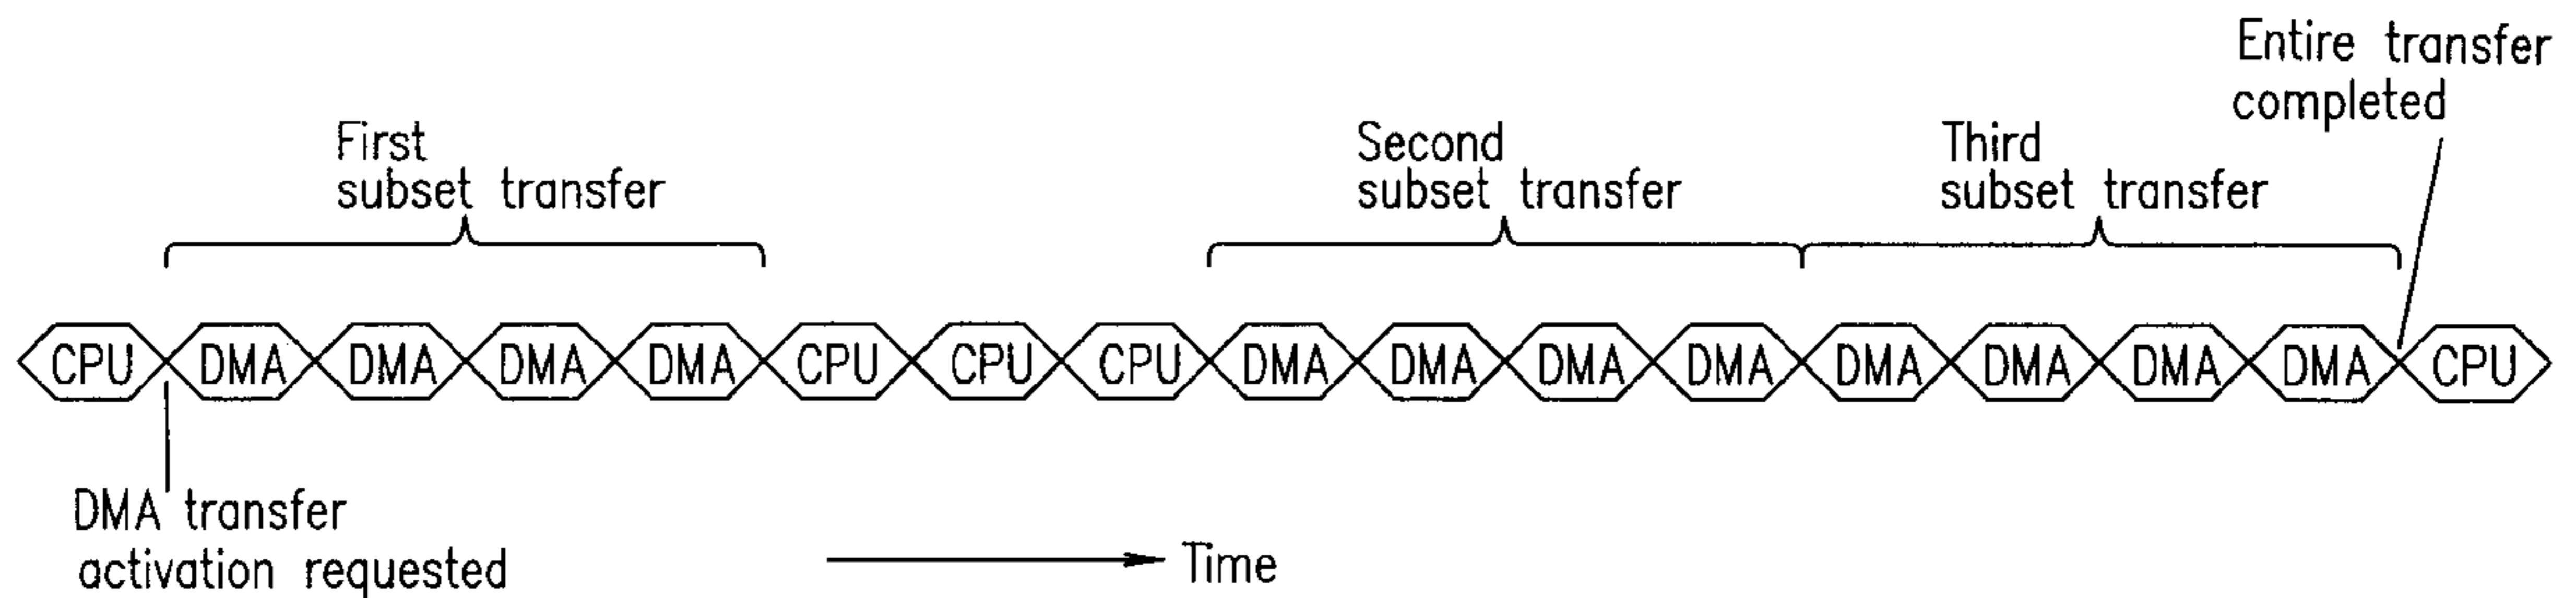 Entire transfer
completed
First
subset transfer
Second
subset transfer
Third
subset transfer
CPU DMA DMA DMA DMA CPU CPU CPU DMA DMA DMA DMA DMA DMA DMA DMA CPU
DMA transfer
activation requested
Time